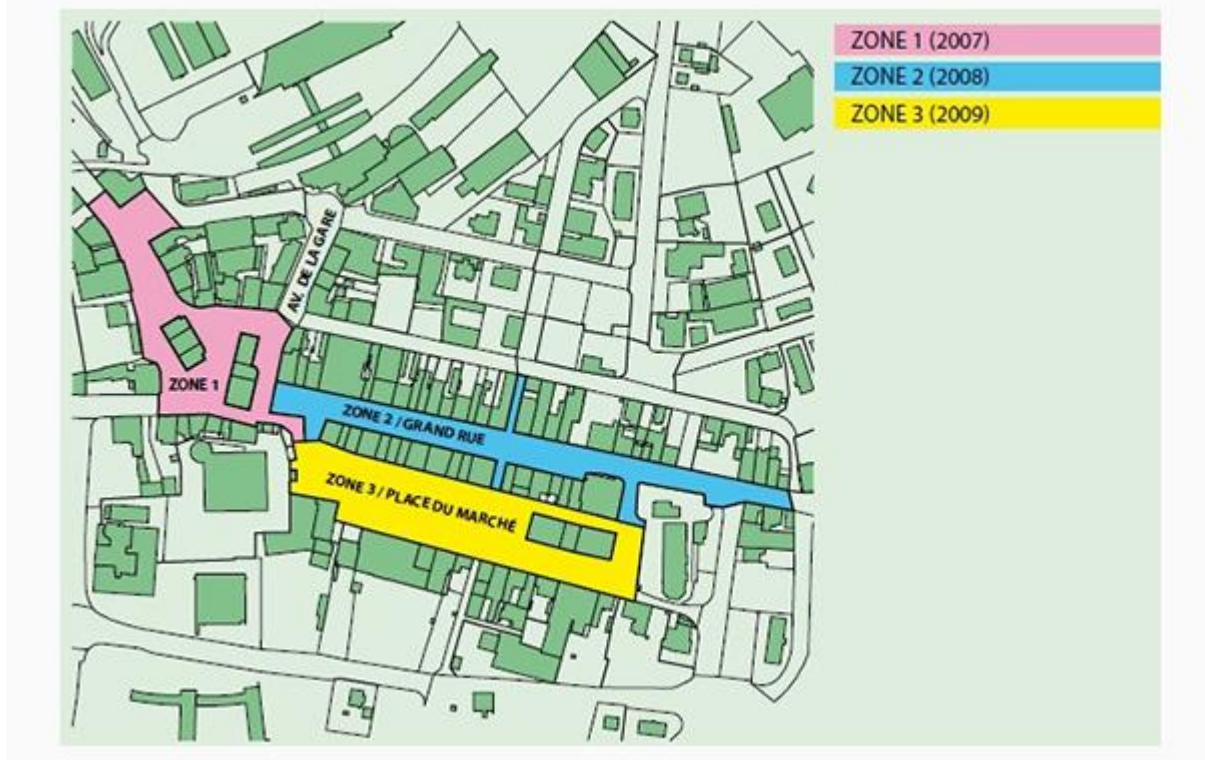 ZONE 1 (2007)
ZONE 2 (2008)
ZONE 3 (2009)
AV. DE LA GARE
ZONE 1
ZONE 2 / GRAND RUE
ZONE 3 / PLACE DU MARCHÉ